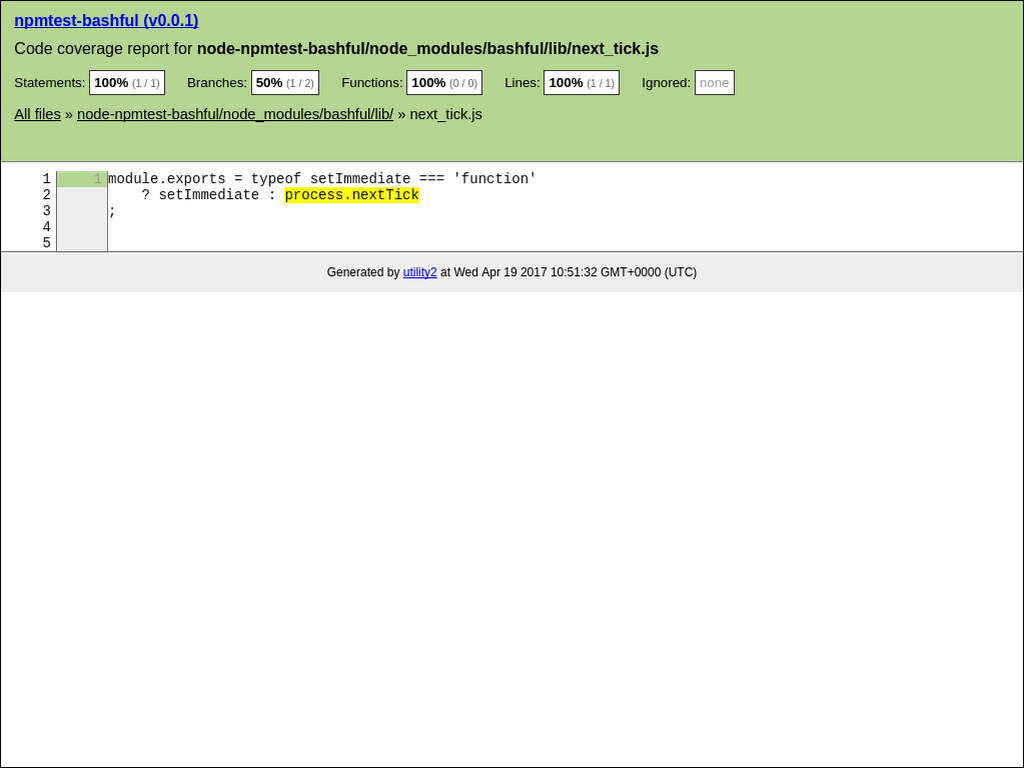 npmtest-bashful (v0.0.1)
Code coverage report for node-npmtest-bashful/node_modules/bashful/lib/next_tick.js
Statements: 100% (1 / 1) Branches: 50% (1 / 2) Functions: 100% (0 / 0) Lines: 100% (1 / 1) Ignored: none
All files » node-npmtest-bashful/node_modules/bashful/lib/ » next_tick.js
1 1 module.exports = typeof setImmediate === 'function'
2     ? setImmediate : process.nextTick
3 ;
4
5
Generated by utility2 at Wed Apr 19 2017 10:51:32 GMT+0000 (UTC)